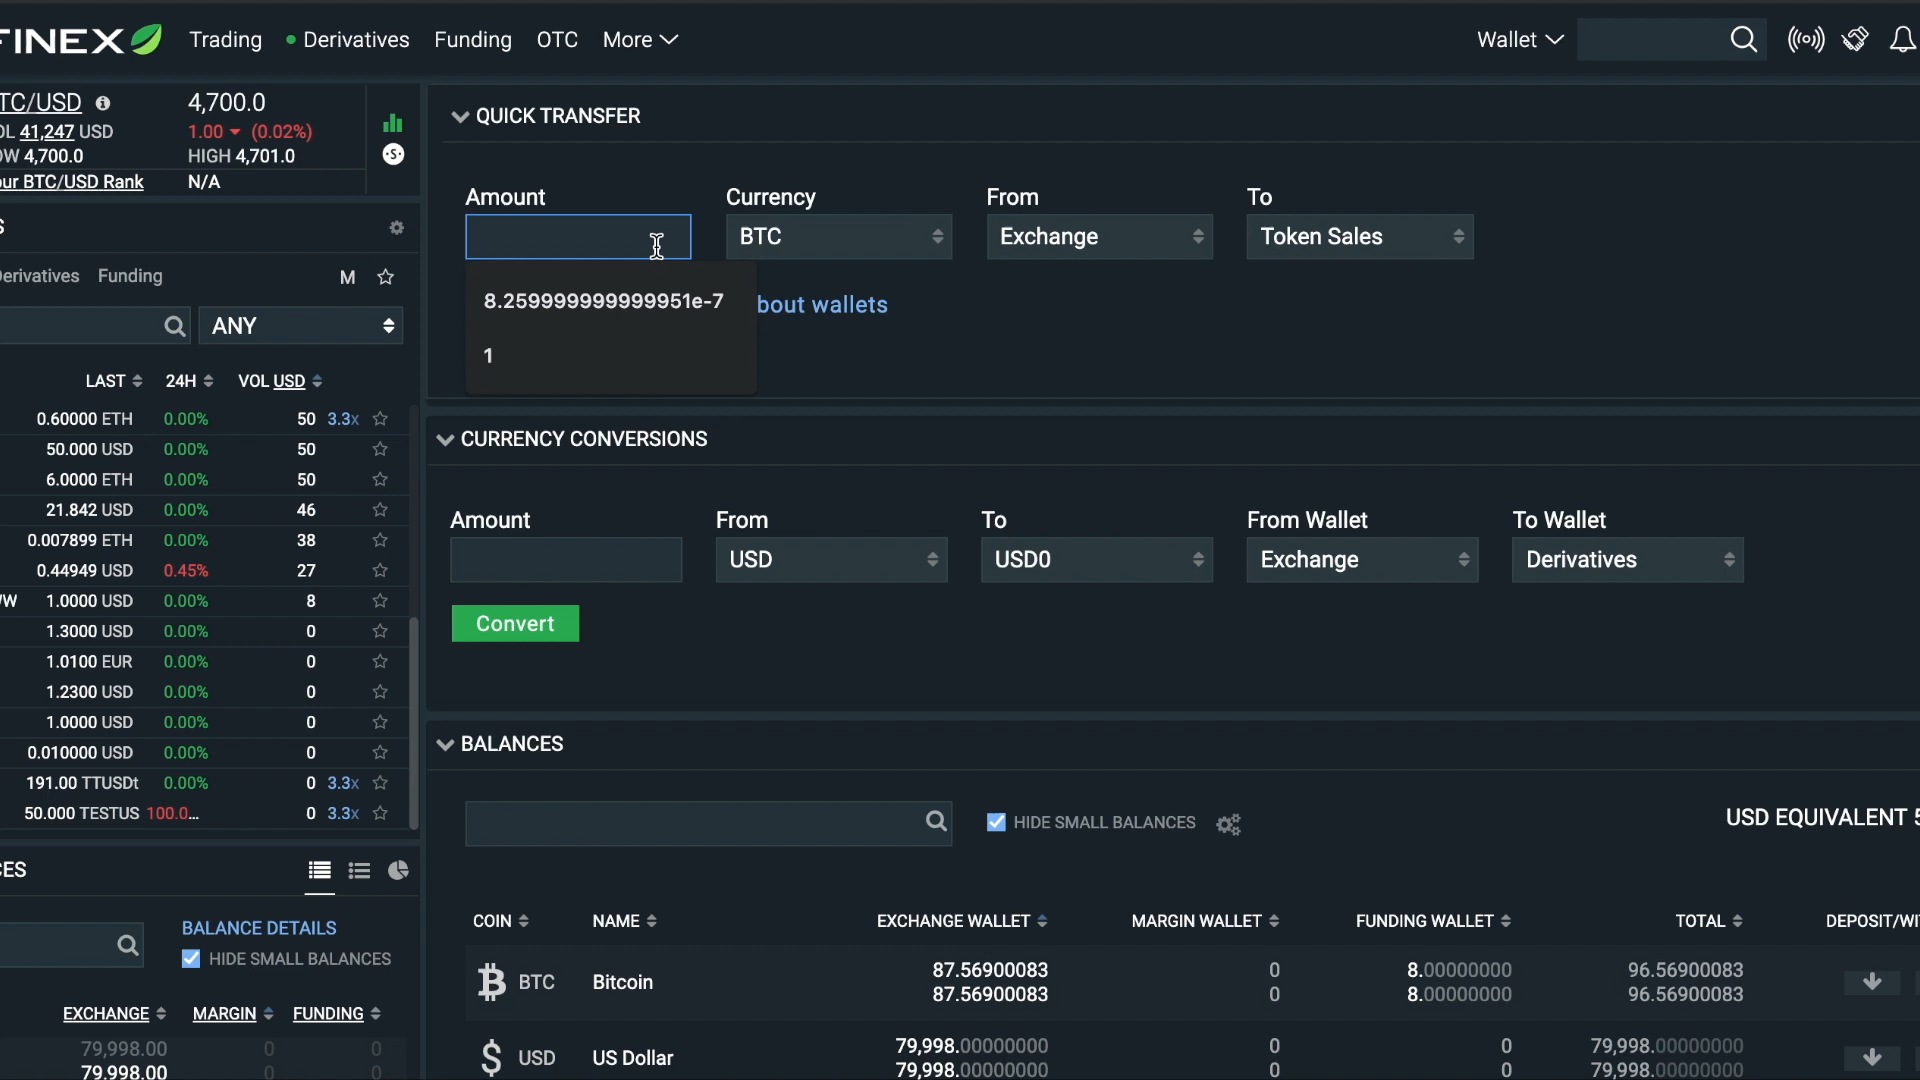 FINEX
Trading
Derivatives
Funding
OTC
More
Wallet
TC/USD
4,700.0
OL 41,247 USD
1.00 (0.02%)
OW 4,700.0
HIGH 4,701.0
our BTC/USD Rank
N/A
S
Derivatives Funding
M
ANY
LAST 24H VOL USD
0.60000 ETH 0.00% 50 3.3x
50.000 USD 0.00% 50
6.0000 ETH 0.00% 50
21.842 USD 0.00% 46
0.007899 ETH 0.00% 38
0.44949 USD 0.45% 27
W 1.0000 USD 0.00% 8
1.3000 USD 0.00% 0
1.0100 EUR 0.00% 0
1.2300 USD 0.00% 0
1.0000 USD 0.00% 0
0.010000 USD 0.00% 0
191.00 TTUSDt 0.00% 0 3.3x
50.000 TESTUS 100.0... 0 3.3x
CES
BALANCE DETAILS
HIDE SMALL BALANCES
EXCHANGE MARGIN FUNDING
79,998.00 0 0
79,998.00 0 0
QUICK TRANSFER
Amount Currency From To
BTC Exchange Token Sales
8.259999999999951e-7
bout wallets
1
CURRENCY CONVERSIONS
Amount From To From Wallet To Wallet
USD USD0 Exchange Derivatives
Convert
BALANCES
HIDE SMALL BALANCES
USD EQUIVALENT 5
COIN NAME EXCHANGE WALLET MARGIN WALLET FUNDING WALLET TOTAL DEPOSIT/WI
BTC Bitcoin
87.56900083 0 8.00000000 96.56900083
87.56900083 0 8.00000000 96.56900083
USD US Dollar
79,998.00000000 0 0 79,998.00000000
79,998.00000000 0 0 79,998.00000000